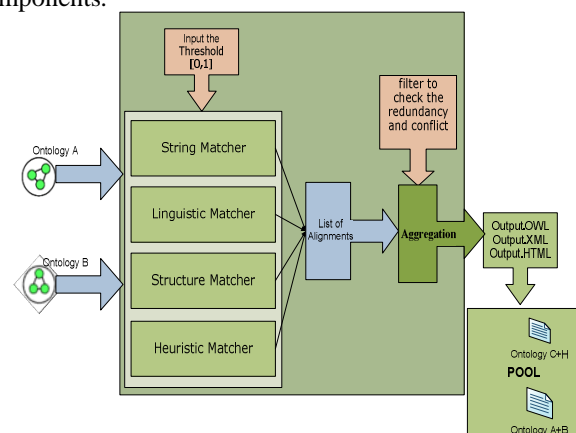 mponents.
Input the
Threshold
[0,1]
filter to
check the
redundancy
and conflict
Ontology A
String Matcher
Linguistic Matcher
List of
Alignments
Aggregation
Output.OWL
Output.XML
Output.HTML
Ontology B
Structure Matcher
Heuristic Matcher
Ontology C+H
POOL
Ontology A+B